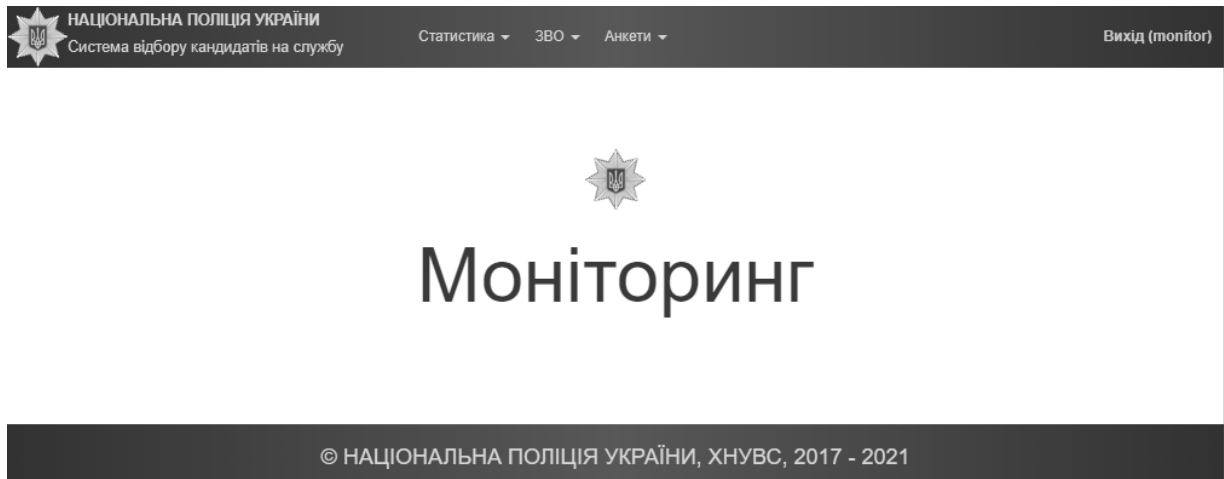 НАЦІОНАЛЬНА ПОЛІЦІЯ УКРАЇНИ
Система відбору кандидатів на службу
Статистика ЗВО Анкети Вихід (monitor)
Моніторинг
© НАЦІОНАЛЬНА ПОЛІЦІЯ УКРАЇНИ, ХНУВС, 2017 - 2021